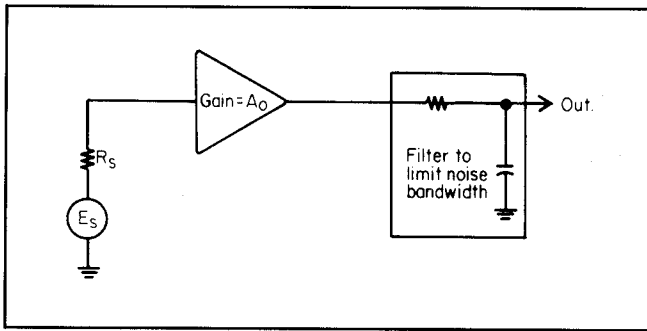 Gain=A₀
Out.
R_S
Filter to
limit noise
bandwidth
E_S